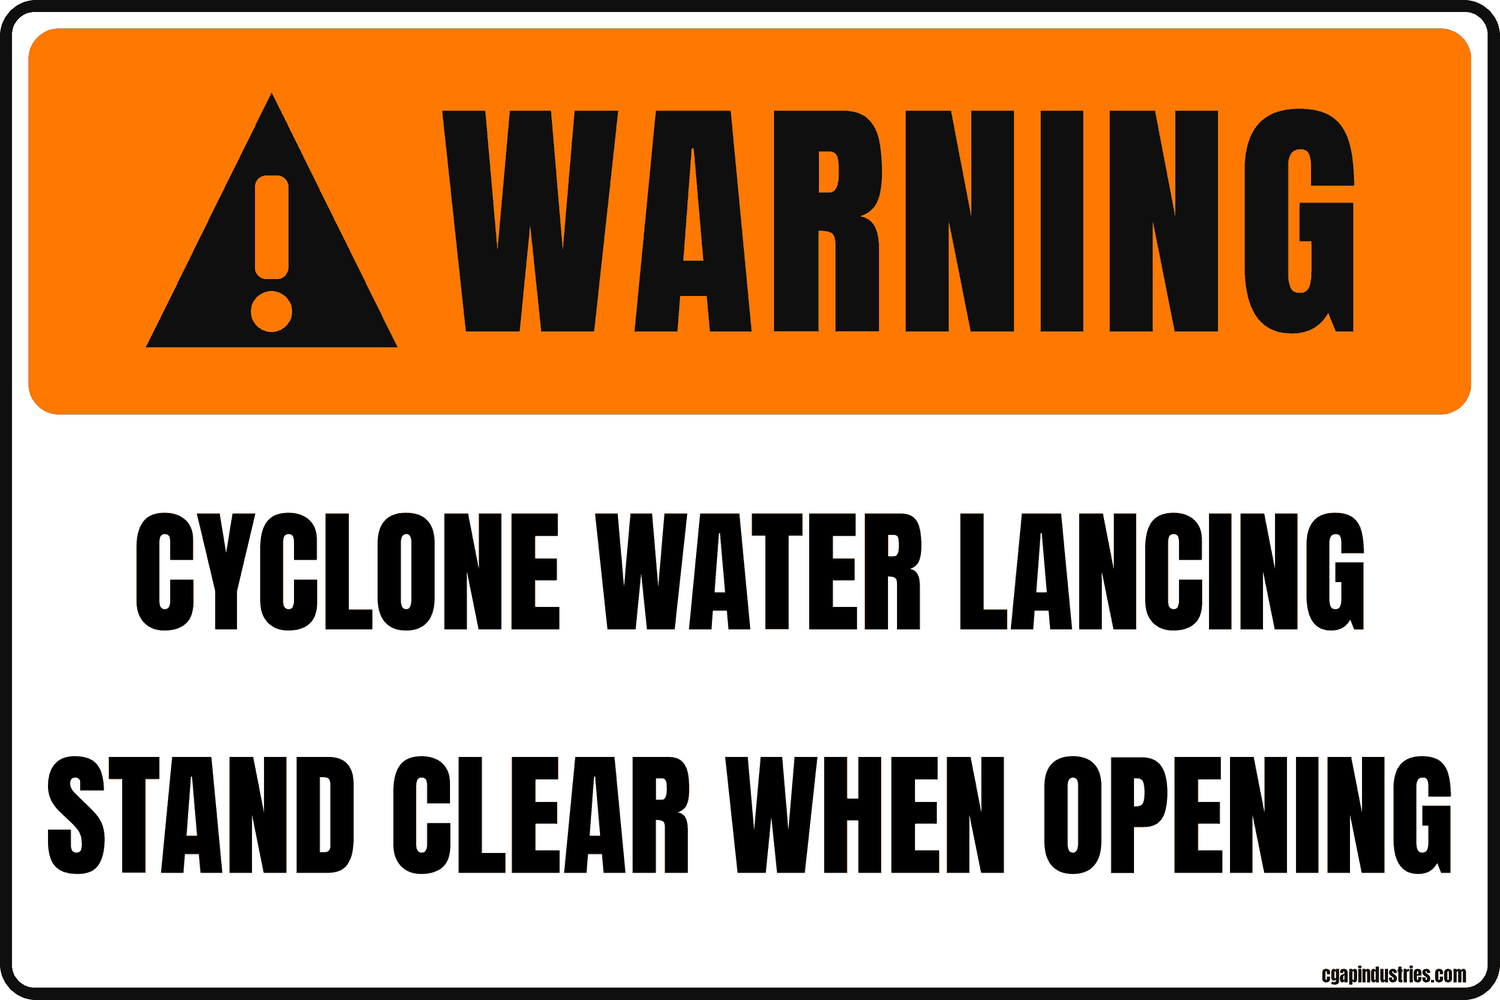 WARNING
CYCLONE WATER LANCING
STAND CLEAR WHEN OPENING
cgapindustries.com